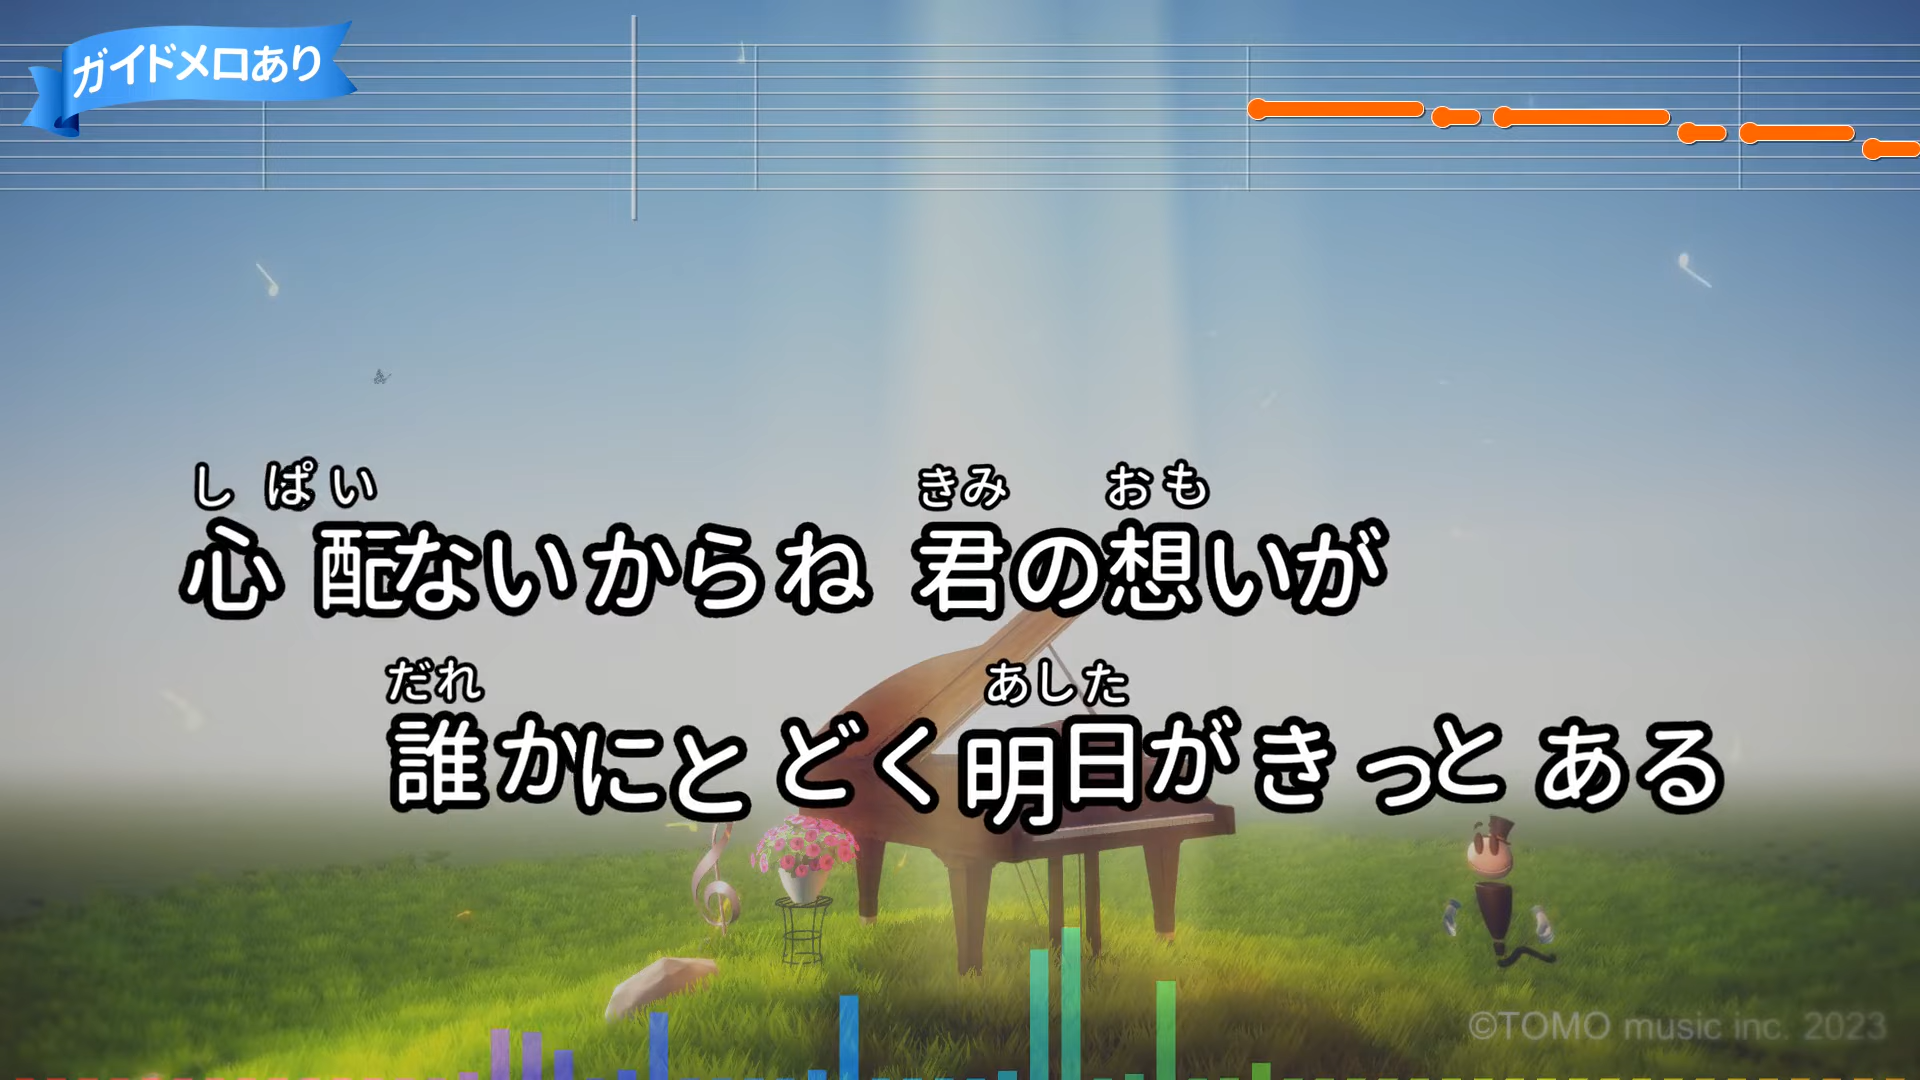 ガイドメロあり
しぱい きみ おも
心配ないからね 君の想いが
だれ あした
誰かにとどく 明日がきっとある
©TOMO music inc. 2023